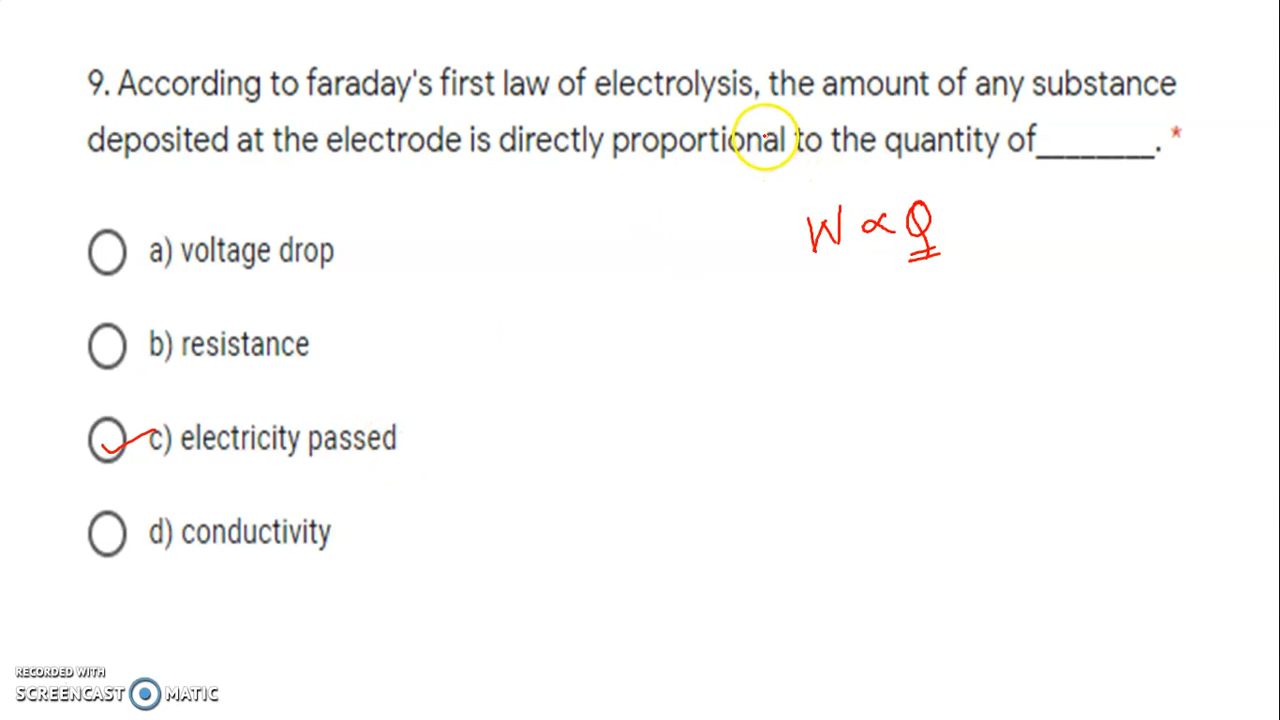 9. According to faraday's first law of electrolysis, the amount of any substance
deposited at the electrode is directly proportional to the quantity of________. *
W ∝ Q
a) voltage drop
b) resistance
c) electricity passed
d) conductivity
RECORDED WITH
SCREENCAST MATIC